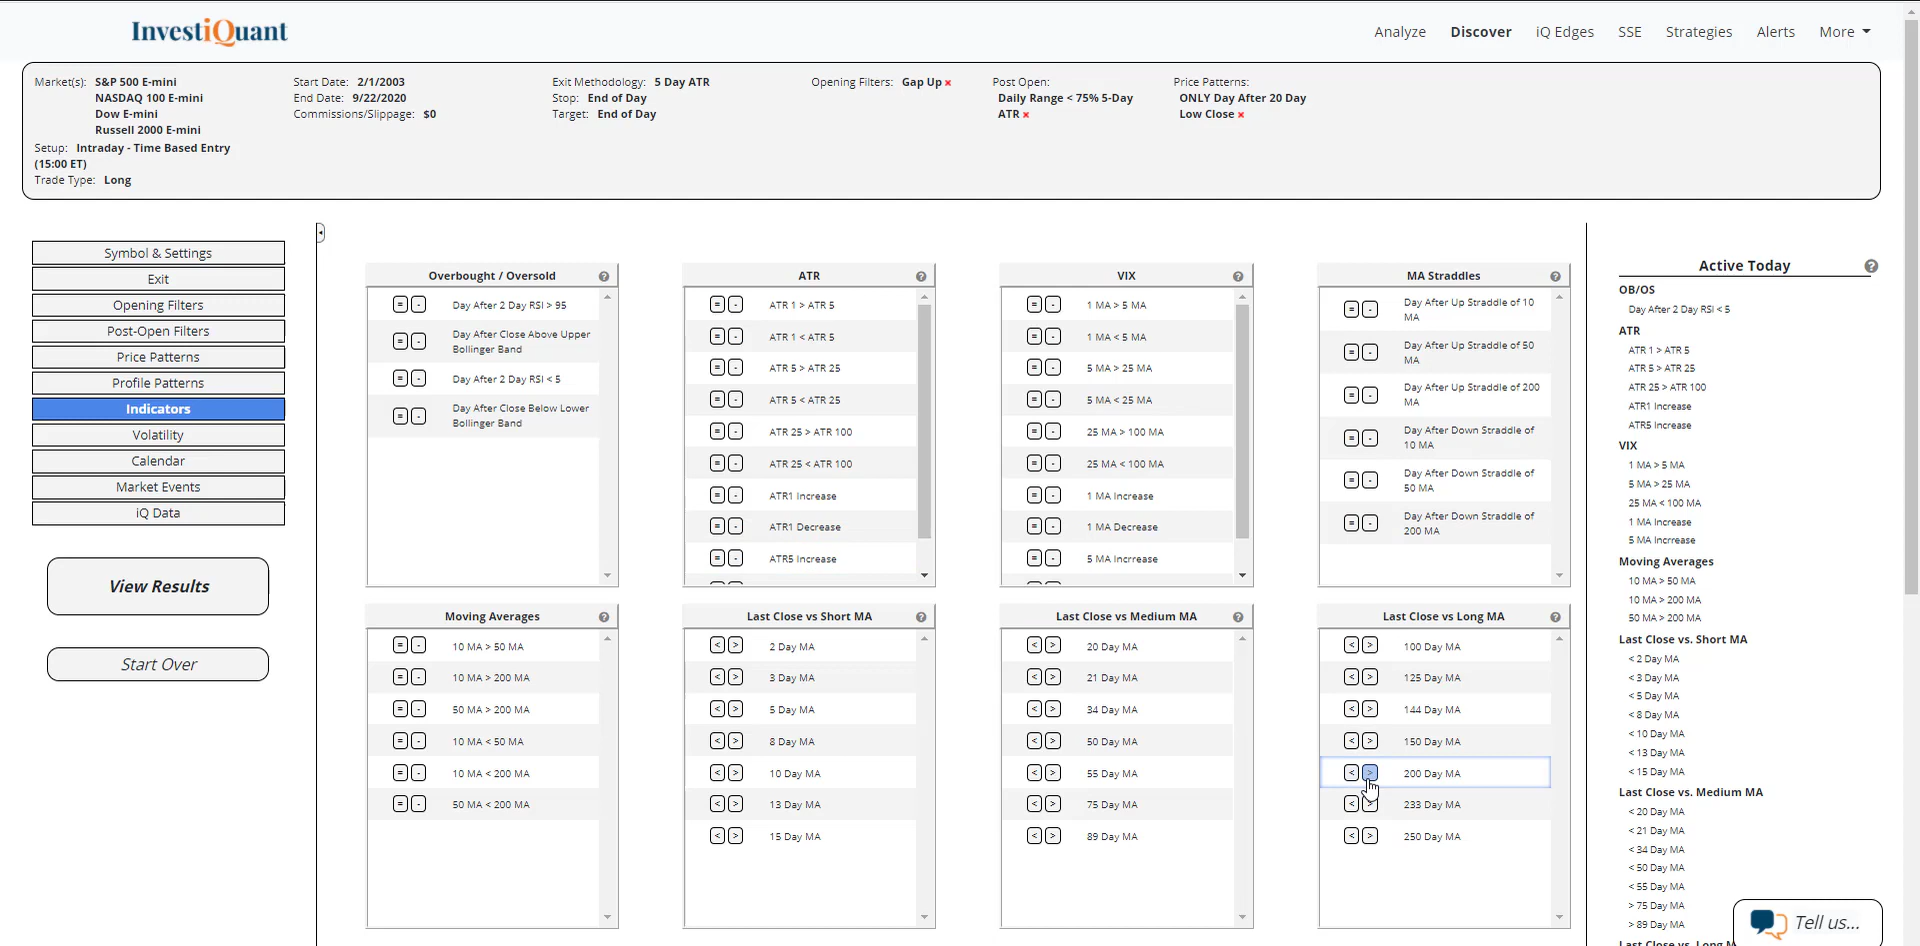 InvestiQuant
Analyze
Discover
iQ Edges
SSE
Strategies
Alerts
More
Market(s): S&P 500 E-mini
NASDAQ 100 E-mini
Dow E-mini
Russell 2000 E-mini
Setup: Intraday - Time Based Entry
(15:00 ET)
Trade Type: Long
Start Date: 2/1/2003
End Date: 9/22/2020
Commissions/Slippage: $0
Exit Methodology: 5 Day ATR
Stop: End of Day
Target: End of Day
Opening Filters: Gap Up ×
Post Open:
Daily Range < 75% 5-Day
ATR ×
Price Patterns:
ONLY Day After 20 Day
Low Close ×
Symbol & Settings
Exit
Opening Filters
Post-Open Filters
Price Patterns
Profile Patterns
Indicators
Volatility
Calendar
Market Events
iQ Data
View Results
Start Over
Overbought / Oversold ?
= - Day After 2 Day RSI > 95
= - Day After Close Above Upper
Bollinger Band
= - Day After 2 Day RSI < 5
= - Day After Close Below Lower
Bollinger Band
ATR ?
= - ATR 1 > ATR 5
= - ATR 1 < ATR 5
= - ATR 5 > ATR 25
= - ATR 5 < ATR 25
= - ATR 25 > ATR 100
= - ATR 25 < ATR 100
= - ATR1 Increase
= - ATR1 Decrease
= - ATR5 Increase
VIX ?
= - 1 MA > 5 MA
= - 1 MA < 5 MA
= - 5 MA > 25 MA
= - 5 MA < 25 MA
= - 25 MA > 100 MA
= - 25 MA < 100 MA
= - 1 MA Increase
= - 1 MA Decrease
= - 5 MA Incrrease
MA Straddles ?
= - Day After Up Straddle of 10
MA
= - Day After Up Straddle of 50
MA
= - Day After Up Straddle of 200
MA
= - Day After Down Straddle of
10 MA
= - Day After Down Straddle of
50 MA
= - Day After Down Straddle of
200 MA
Moving Averages ?
= - 10 MA > 50 MA
= - 10 MA > 200 MA
= - 50 MA > 200 MA
= - 10 MA < 50 MA
= - 10 MA < 200 MA
= - 50 MA < 200 MA
Last Close vs Short MA ?
< > 2 Day MA
< > 3 Day MA
< > 5 Day MA
< > 8 Day MA
< > 10 Day MA
< > 13 Day MA
< > 15 Day MA
Last Close vs Medium MA ?
< > 20 Day MA
< > 21 Day MA
< > 34 Day MA
< > 50 Day MA
< > 55 Day MA
< > 75 Day MA
< > 89 Day MA
Last Close vs Long MA ?
< > 100 Day MA
< > 125 Day MA
< > 144 Day MA
< > 150 Day MA
< > 200 Day MA
< > 233 Day MA
< > 250 Day MA
Active Today ?
OB/OS
Day After 2 Day RSI < 5
ATR
ATR 1 > ATR 5
ATR 5 > ATR 25
ATR 25 > ATR 100
ATR1 Increase
ATR5 Increase
VIX
1 MA > 5 MA
5 MA > 25 MA
25 MA < 100 MA
1 MA Increase
5 MA Incrrease
Moving Averages
10 MA > 50 MA
10 MA > 200 MA
50 MA > 200 MA
Last Close vs. Short MA
< 2 Day MA
< 3 Day MA
< 5 Day MA
< 8 Day MA
< 10 Day MA
< 13 Day MA
< 15 Day MA
Last Close vs. Medium MA
< 20 Day MA
< 21 Day MA
< 34 Day MA
< 50 Day MA
< 55 Day MA
> 75 Day MA
> 89 Day MA
Last Close vs. Long M
Tell us...